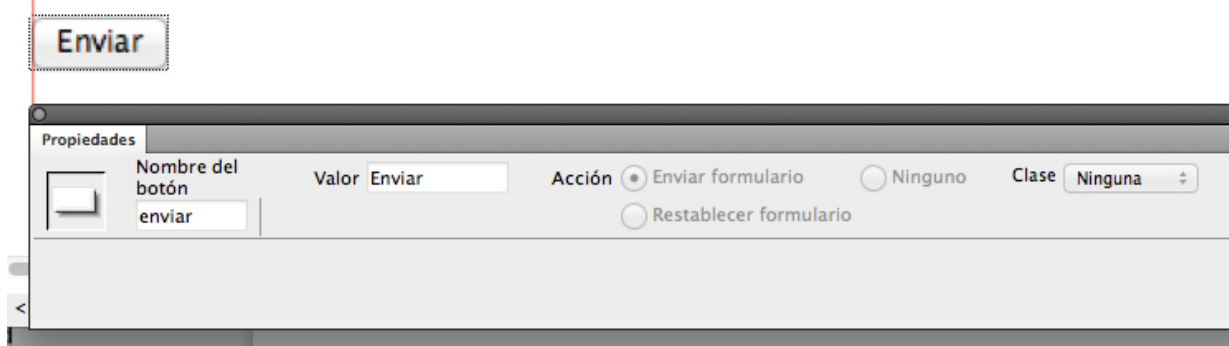 Enviar
Propiedades
Nombre del
botón
enviar
Valor Enviar
Acción Enviar formulario Ninguno
Restablecer formulario
Clase Ninguna
<